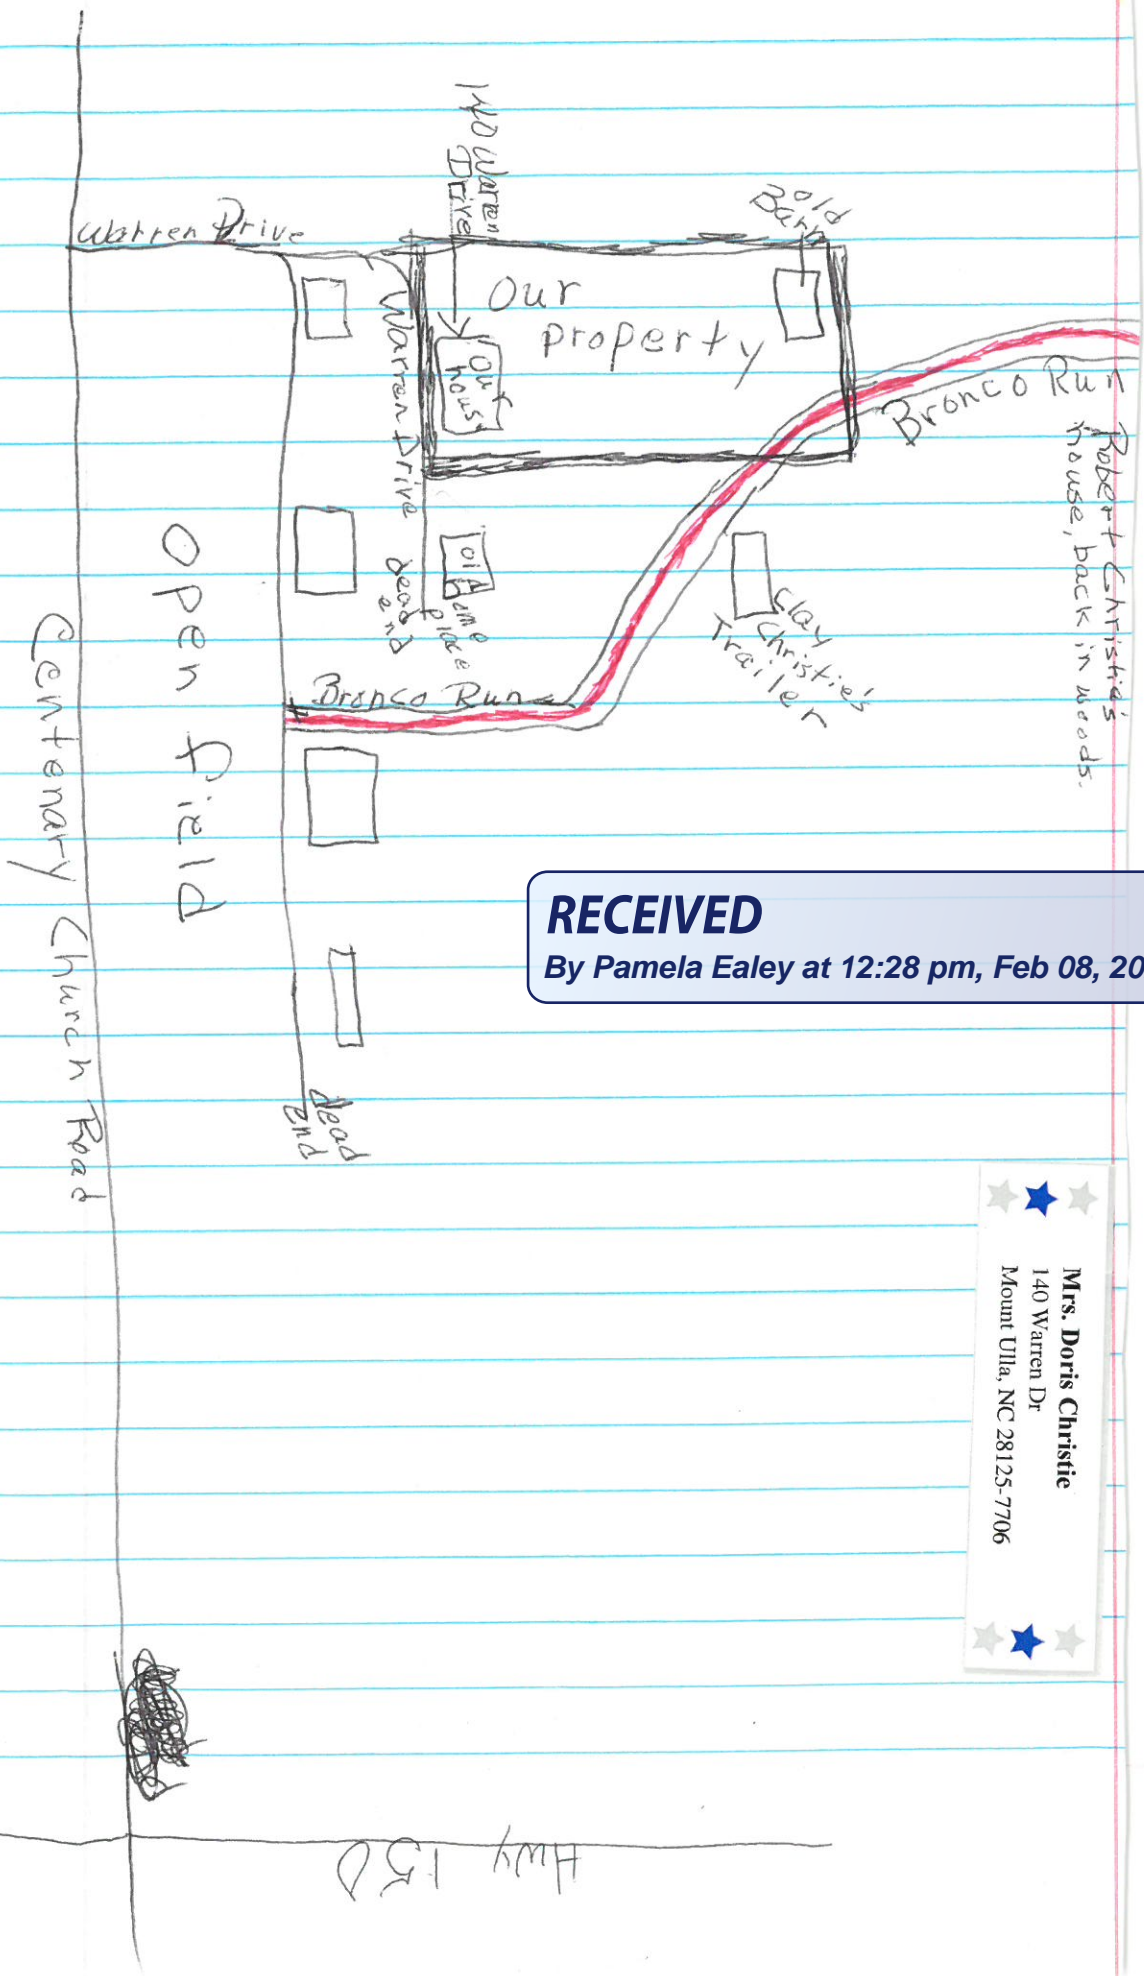 Warren Drive
140 Warren
Drive
Old
Barn
Our
property
Our
house
Warren Drive
dead
end
old
home
place
Bronco Run
Bronco Run
Robert Christie's
house, back in woods.
Clay
Christie's
Trailer
Open field
Centenary Church Road
dead
end
RECEIVED
By Pamela Ealey at 12:28 pm, Feb 08, 20
Mrs. Doris Christie
140 Warren Dr
Mount Ulla, NC 28125-7706
Hwy 150